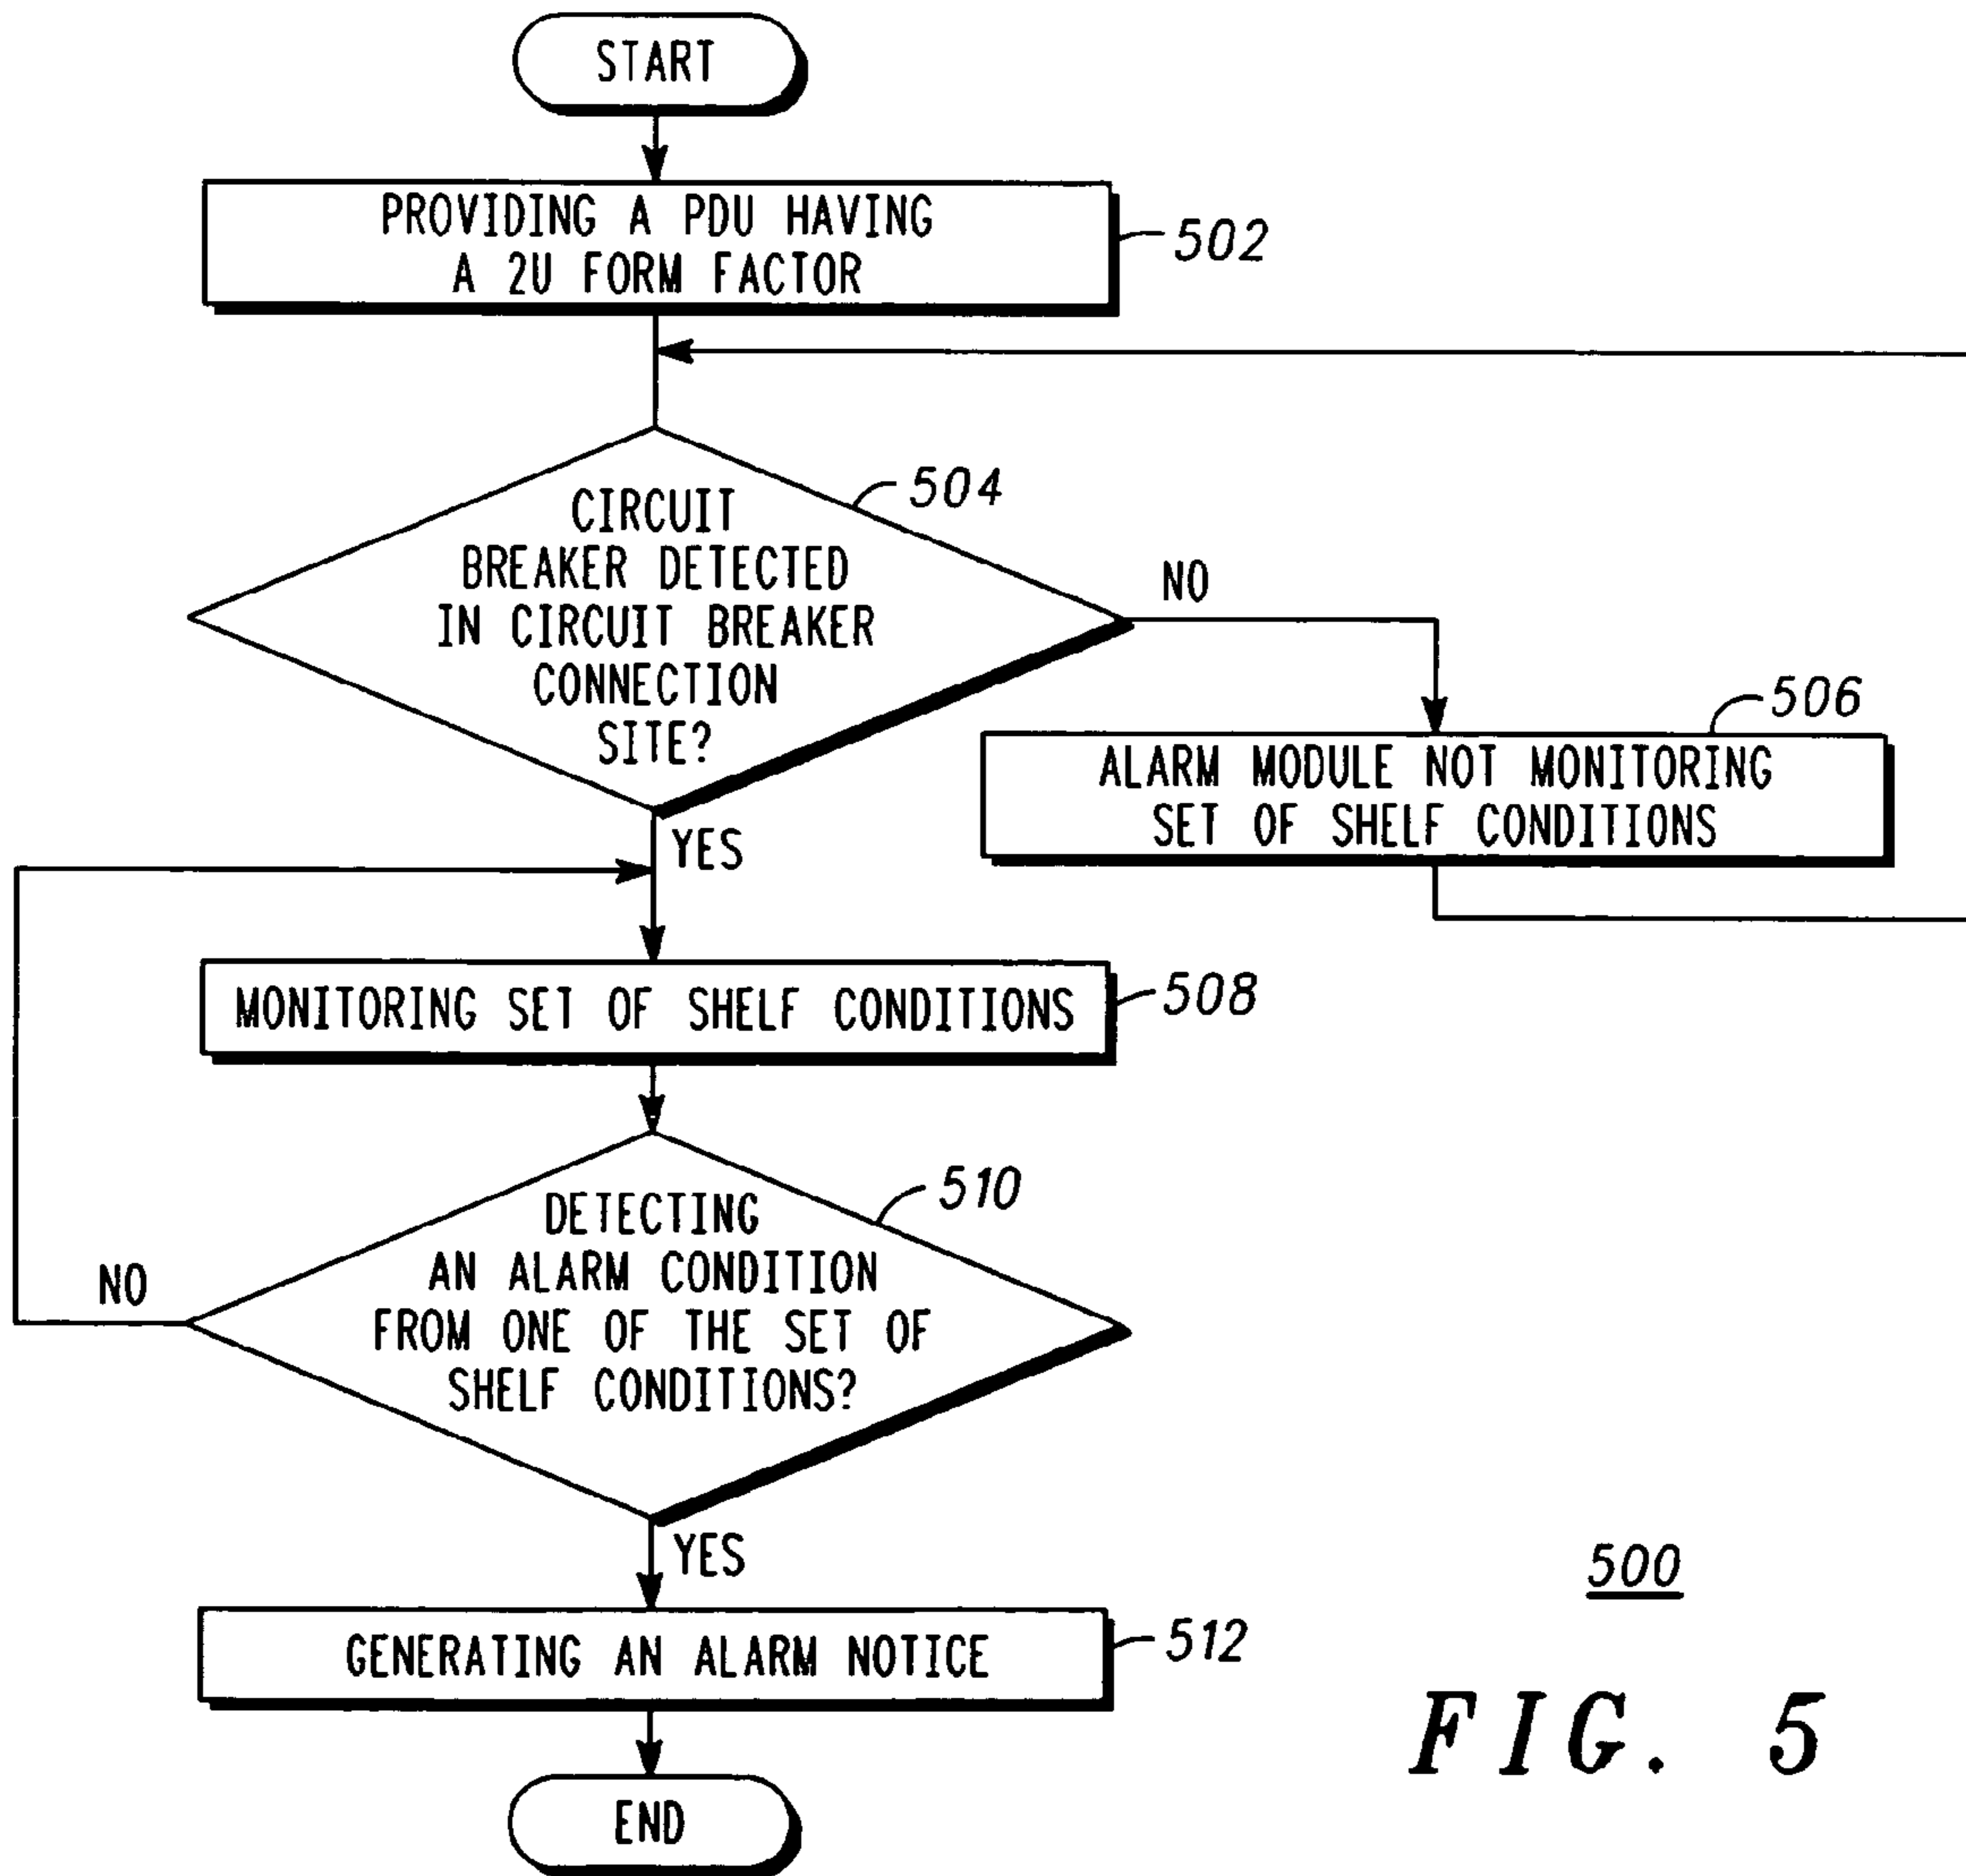 START
PROVIDING A PDU HAVING
A 2U FORM FACTOR
502
CIRCUIT
BREAKER DETECTED
IN CIRCUIT BREAKER
CONNECTION
SITE?
504
NO
506
ALARM MODULE NOT MONITORING
SET OF SHELF CONDITIONS
YES
MONITORING SET OF SHELF CONDITIONS
508
DETECTING
AN ALARM CONDITION
FROM ONE OF THE SET OF
SHELF CONDITIONS?
510
NO
YES
GENERATING AN ALARM NOTICE
512
END
500
FIG. 5